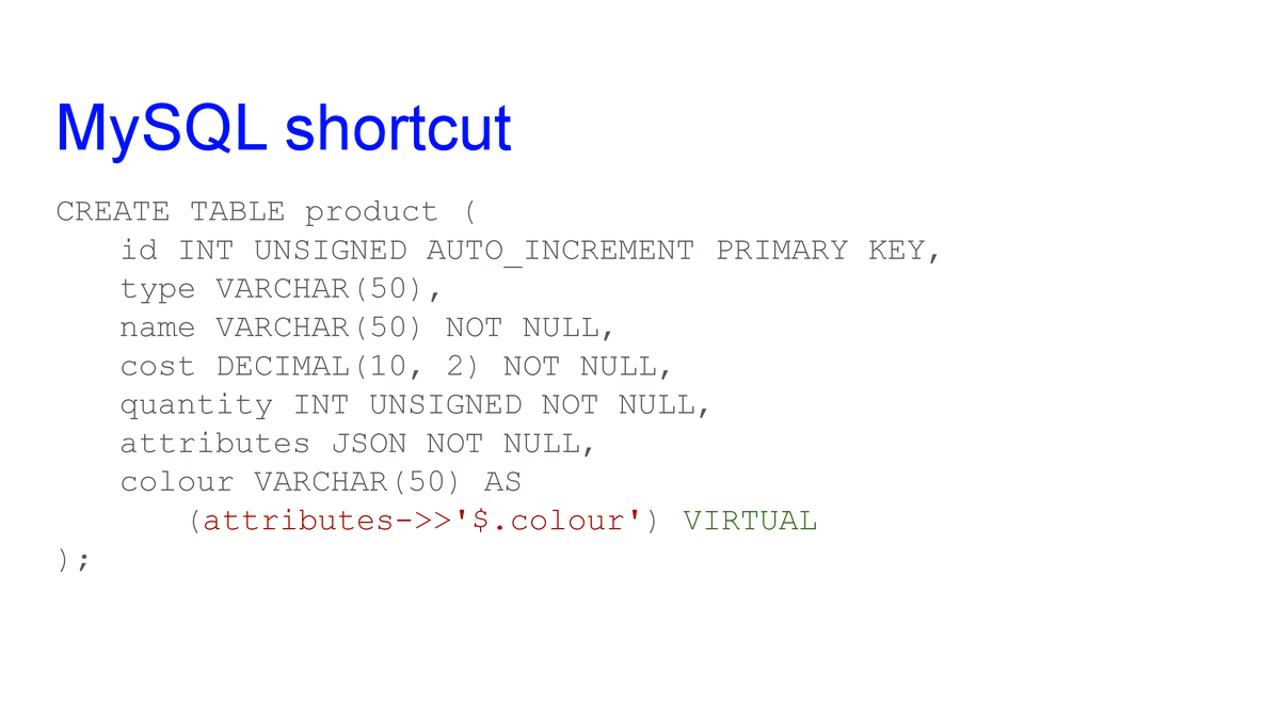 MySQL shortcut
CREATE TABLE product (
id INT UNSIGNED AUTO_INCREMENT PRIMARY KEY,
type VARCHAR(50),
name VARCHAR(50) NOT NULL,
cost DECIMAL(10, 2) NOT NULL,
quantity INT UNSIGNED NOT NULL,
attributes JSON NOT NULL,
colour VARCHAR(50) AS
(attributes->>'$.colour') VIRTUAL
);